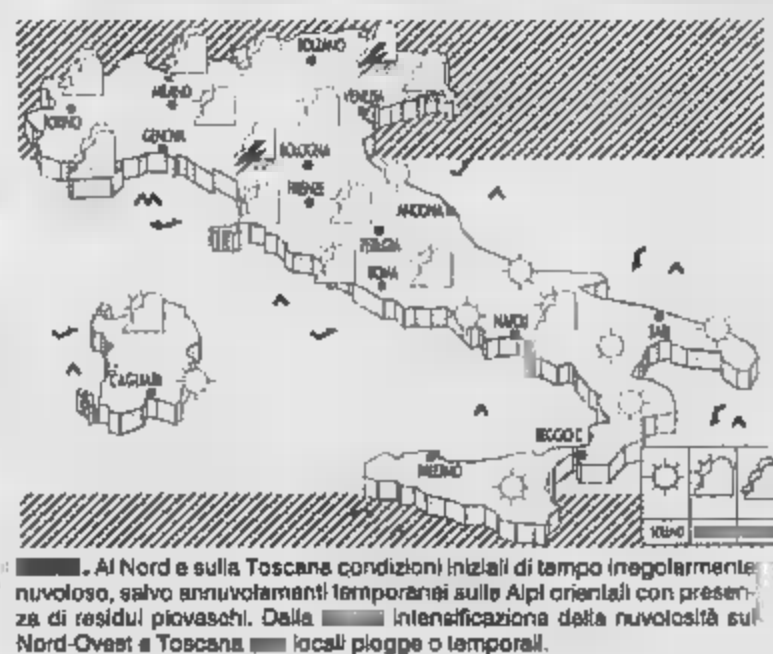 BOLZANO
MILANO
VENEZIA
TORINO
GENOVA
BOLOGNA
FIRENZE
ANCONA
PERUGIA
ROMA
NAPOLI
BARI
CAGLIARI
REGGIO C.
PALERMO
SERENO
. Al Nord e sulla Toscana condizioni iniziali di tempo irregolarmente
nuvoloso, salvo annuvolamenti temporanei sulle Alpi orientali con presen-
za di residui piovaschi. Dalla intensificazione della nuvolosità sul
Nord-Ovest e Toscana locali piogge o temporali.